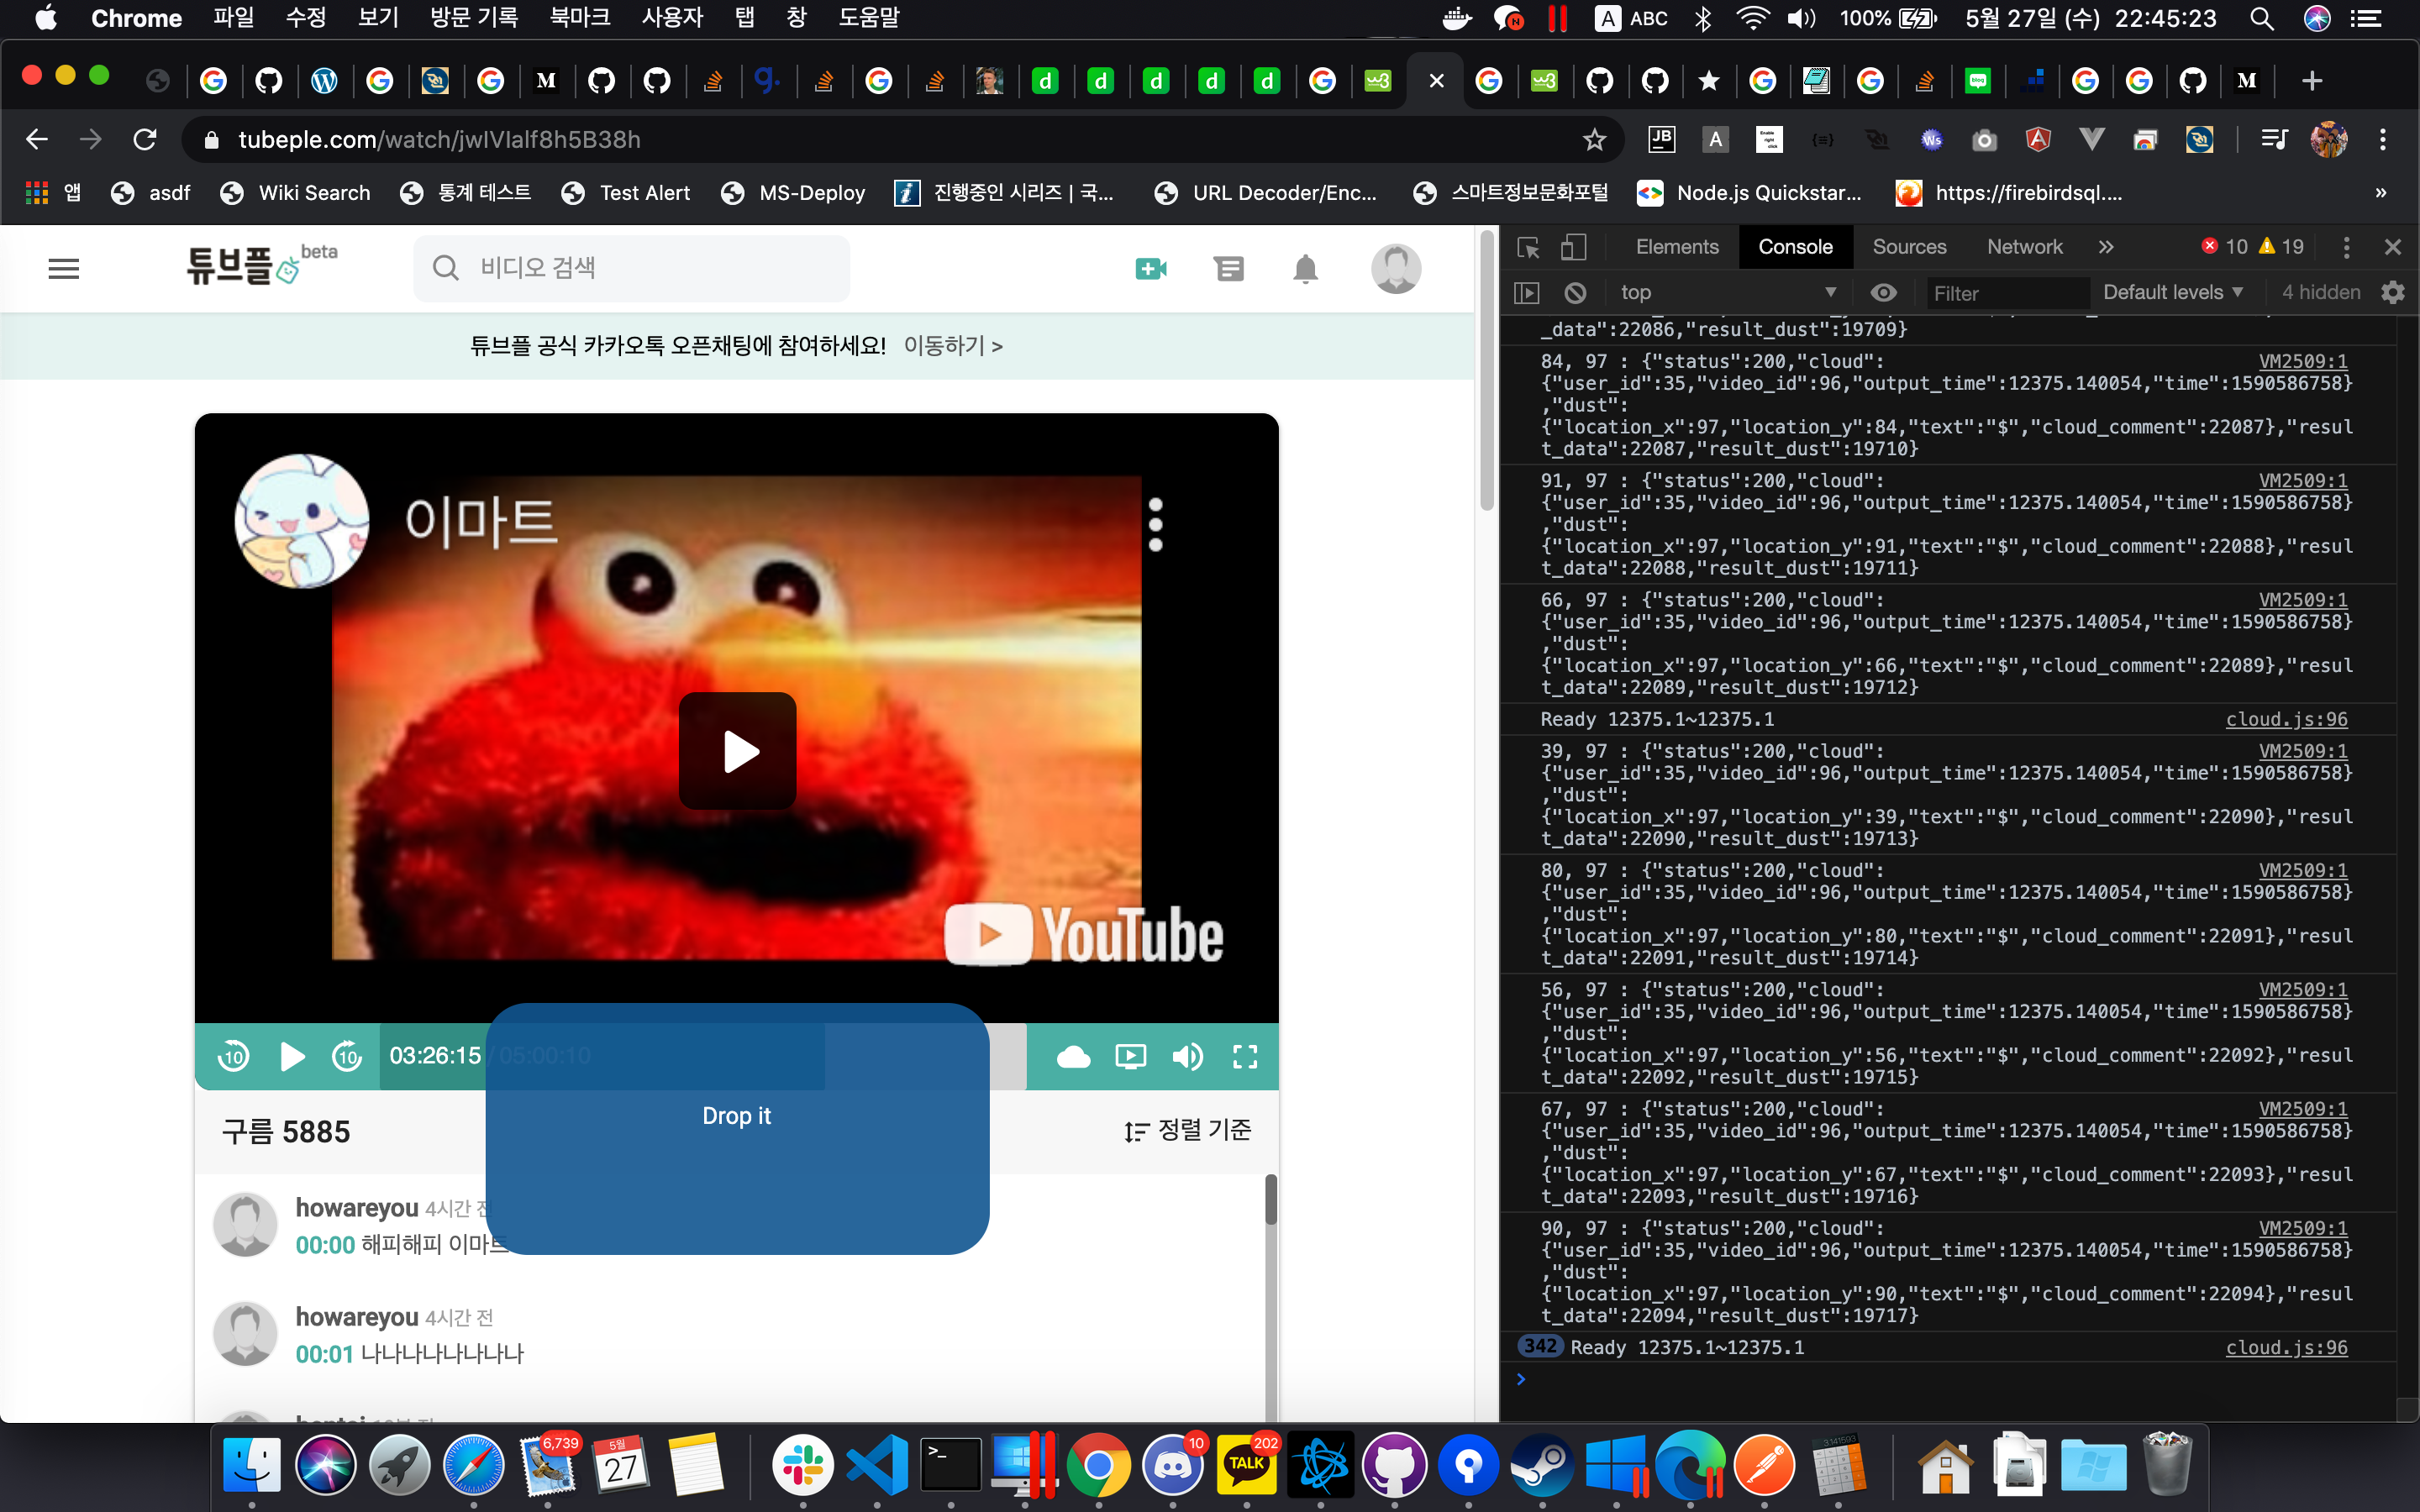 Chrome 파일 수정 보기 방문 기록 북마크 사용자 탭 창 도움말 A ABC 100% 5월 27일 (수) 22:45:23
tubeple.com/watch/jwIVIalf8h5B38h
앱 asdf Wiki Search 통계 테스트 Test Alert MS-Deploy 진행중인 시리즈 | 국... URL Decoder/Enc... 스마트정보문화포털 Node.js Quickstar... https://firebirdsql.... »
튜브플 beta 비디오 검색
튜브플 공식 카카오톡 오픈채팅에 참여하세요! 이동하기 >
이마트
YouTube
10 10 03:26:15 / 05:00:10
Drop it
구름 5885 정렬 기준
howareyou 4시간 전
00:00 해피해피 이마트
howareyou 4시간 전
00:01 나나나나나나나나
Elements Console Sources Network » 10 19
top Filter Default levels 4 hidden
_data":22086,"result_dust":19709}
84, 97 : {"status":200,"cloud": VM2509:1
{"user_id":35,"video_id":96,"output_time":12375.140054,"time":1590586758}
,"dust":
{"location_x":97,"location_y":84,"text":"$","cloud_comment":22087},"resul
t_data":22087,"result_dust":19710}
91, 97 : {"status":200,"cloud": VM2509:1
{"user_id":35,"video_id":96,"output_time":12375.140054,"time":1590586758}
,"dust":
{"location_x":97,"location_y":91,"text":"$","cloud_comment":22088},"resul
t_data":22088,"result_dust":19711}
66, 97 : {"status":200,"cloud": VM2509:1
{"user_id":35,"video_id":96,"output_time":12375.140054,"time":1590586758}
,"dust":
{"location_x":97,"location_y":66,"text":"$","cloud_comment":22089},"resul
t_data":22089,"result_dust":19712}
Ready 12375.1~12375.1 cloud.js:96
39, 97 : {"status":200,"cloud": VM2509:1
{"user_id":35,"video_id":96,"output_time":12375.140054,"time":1590586758}
,"dust":
{"location_x":97,"location_y":39,"text":"$","cloud_comment":22090},"resul
t_data":22090,"result_dust":19713}
80, 97 : {"status":200,"cloud": VM2509:1
{"user_id":35,"video_id":96,"output_time":12375.140054,"time":1590586758}
,"dust":
{"location_x":97,"location_y":80,"text":"$","cloud_comment":22091},"resul
t_data":22091,"result_dust":19714}
56, 97 : {"status":200,"cloud": VM2509:1
{"user_id":35,"video_id":96,"output_time":12375.140054,"time":1590586758}
,"dust":
{"location_x":97,"location_y":56,"text":"$","cloud_comment":22092},"resul
t_data":22092,"result_dust":19715}
67, 97 : {"status":200,"cloud": VM2509:1
{"user_id":35,"video_id":96,"output_time":12375.140054,"time":1590586758}
,"dust":
{"location_x":97,"location_y":67,"text":"$","cloud_comment":22093},"resul
t_data":22093,"result_dust":19716}
90, 97 : {"status":200,"cloud": VM2509:1
{"user_id":35,"video_id":96,"output_time":12375.140054,"time":1590586758}
,"dust":
{"location_x":97,"location_y":90,"text":"$","cloud_comment":22094},"resul
t_data":22094,"result_dust":19717}
342 Ready 12375.1~12375.1 cloud.js:96
6,739 5월 27 10 TALK 202